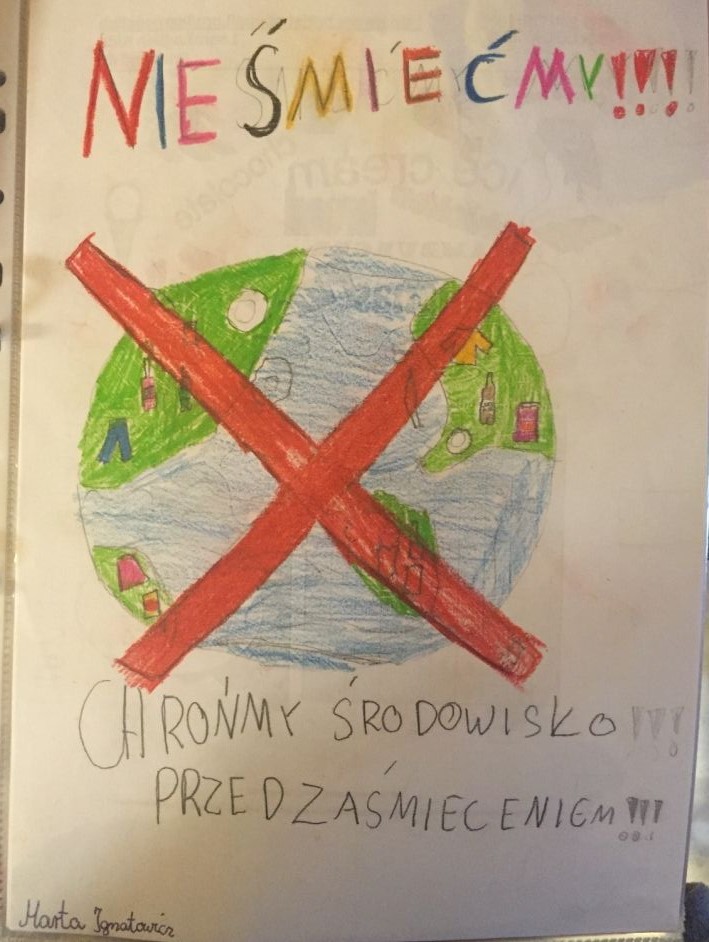 NIE ŚMIEĆMY!!!!
CHROŃMY ŚRODOWISKO!!!
PRZED ZAŚMIECENIEM!!!
Marta Ignatowicz